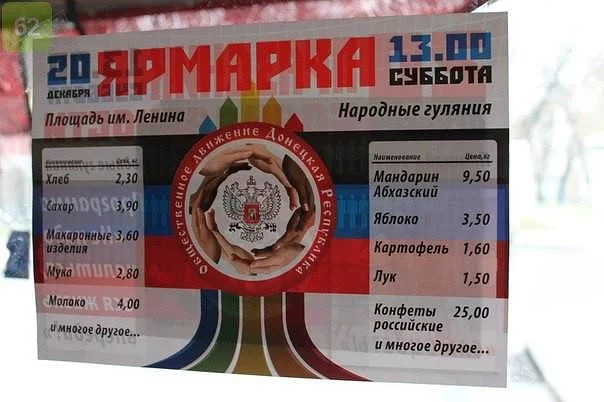 62
20
ДЕКАБРЯ
ЯРМАРКА
13.00
СУББОТА
Площадь им. Ленина
Народные гуляния
Общественное движение Донецкая Республика
Наименование Цена, кг
Хлеб 2,30
Сахар 3,90
Макаронные 3,60
изделия
Мука 2,80
Молоко 4,00
и многое другое...
Наименование Цена, кг
Мандарин 9,50
Абхазский
Яблоко 3,50
Картофель 1,60
Лук 1,50
Конфеты 25,00
российские
и многое другое...